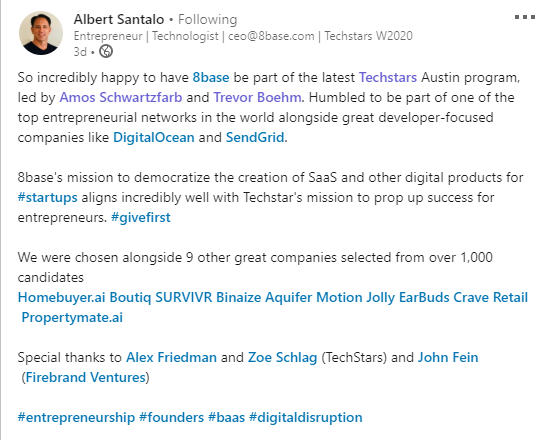 Albert Santalo • Following
Entrepreneur | Technologist | ceo@8base.com | Techstars W2020
3d •
So incredibly happy to have 8base be part of the latest Techstars Austin program,
led by Amos Schwartzfarb and Trevor Boehm. Humbled to be part of one of the
top entrepreneurial networks in the world alongside great developer-focused
companies like DigitalOcean and SendGrid.
8base's mission to democratize the creation of SaaS and other digital products for
#startups aligns incredibly well with Techstar's mission to prop up success for
entrepreneurs. #givefirst
We were chosen alongside 9 other great companies selected from over 1,000
candidates
Homebuyer.ai Boutiq SURVIVR Binaize Aquifer Motion Jolly EarBuds Crave Retail
Propertymate.ai
Special thanks to Alex Friedman and Zoe Schlag (TechStars) and John Fein
(Firebrand Ventures)
#entrepreneurship #founders #baas #digitaldisruption